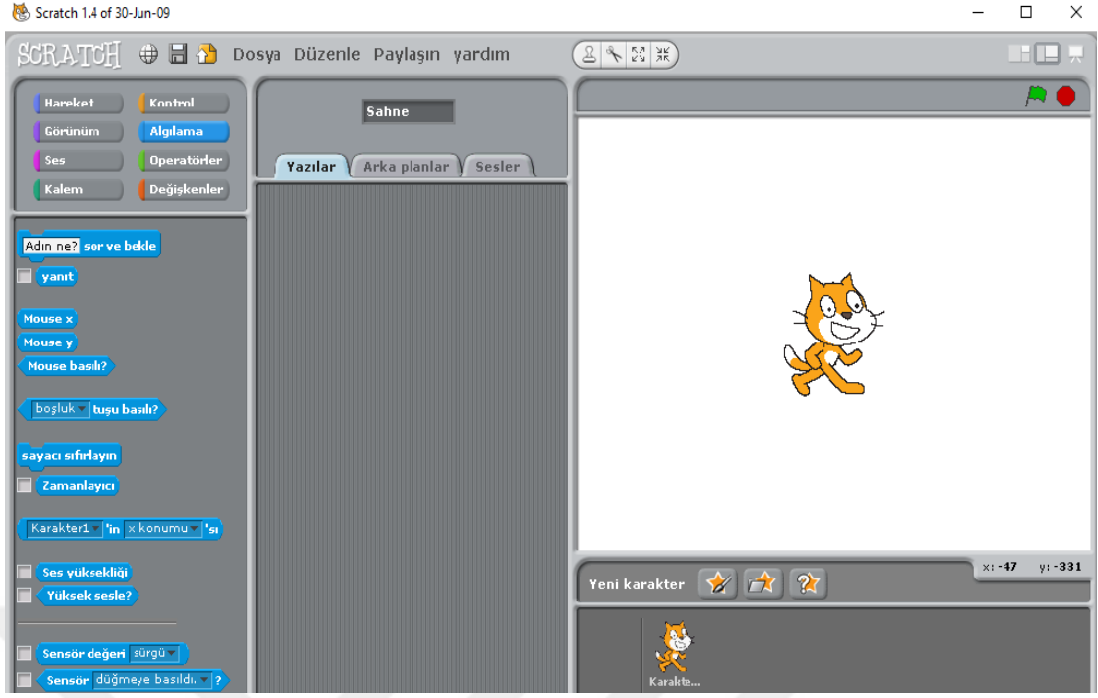 Scratch 1.4 of 30-Jun-09
SCRATCH Dosya Düzenle Paylaşın yardım
Hareket Kontrol
Görünüm Algılama
Ses Operatörler
Kalem Değişkenler
Sahne
Yazılar Arka planlar Sesler
Adın ne? sor ve bekle
yanıt
Mouse x
Mouse y
Mouse basılı?
boşluk tuşu basılı?
sayacı sıfırlayın
Zamanlayıcı
Karakter1 'in x konumu 'sı
Ses yüksekliği
Yüksek sesle?
Sensör değeri sürgü
Sensör düğmeye basıldı. ?
x: -47 y: -331
Yeni karakter
Karakte...